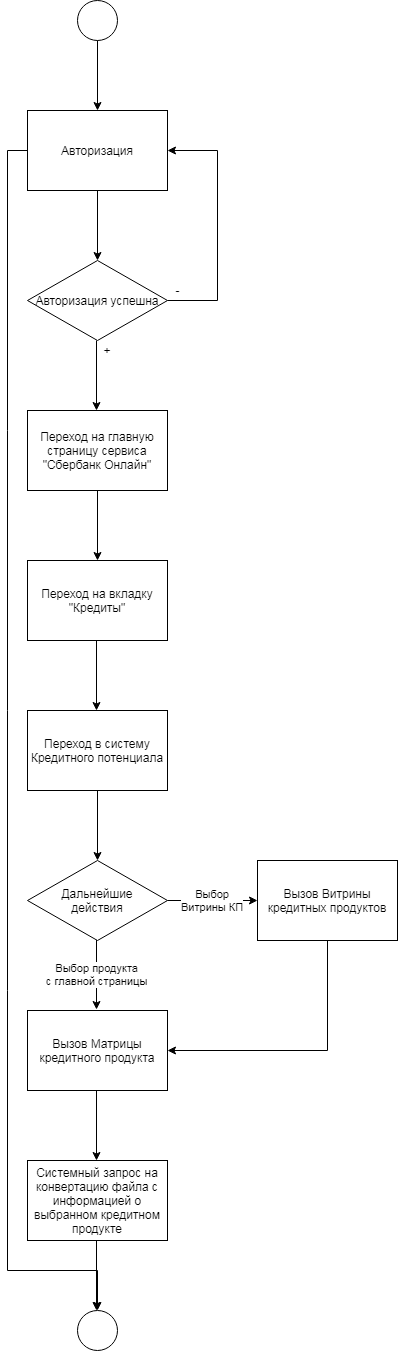 Авторизация
Авторизация успешна
-
+
Переход на главную
страницу сервиса
"Сбербанк Онлайн"
Переход на вкладку
"Кредиты"
Переход в систему
Кредитного потенциала
Дальнейшие
действия
Выбор
Витрины КП
Вызов Витрины
кредитных продуктов
Выбор продукта
с главной страницы
Вызов Матрицы
кредитного продукта
Системный запрос на
конвертацию файла с
информацией о
выбранном кредитном
продукте